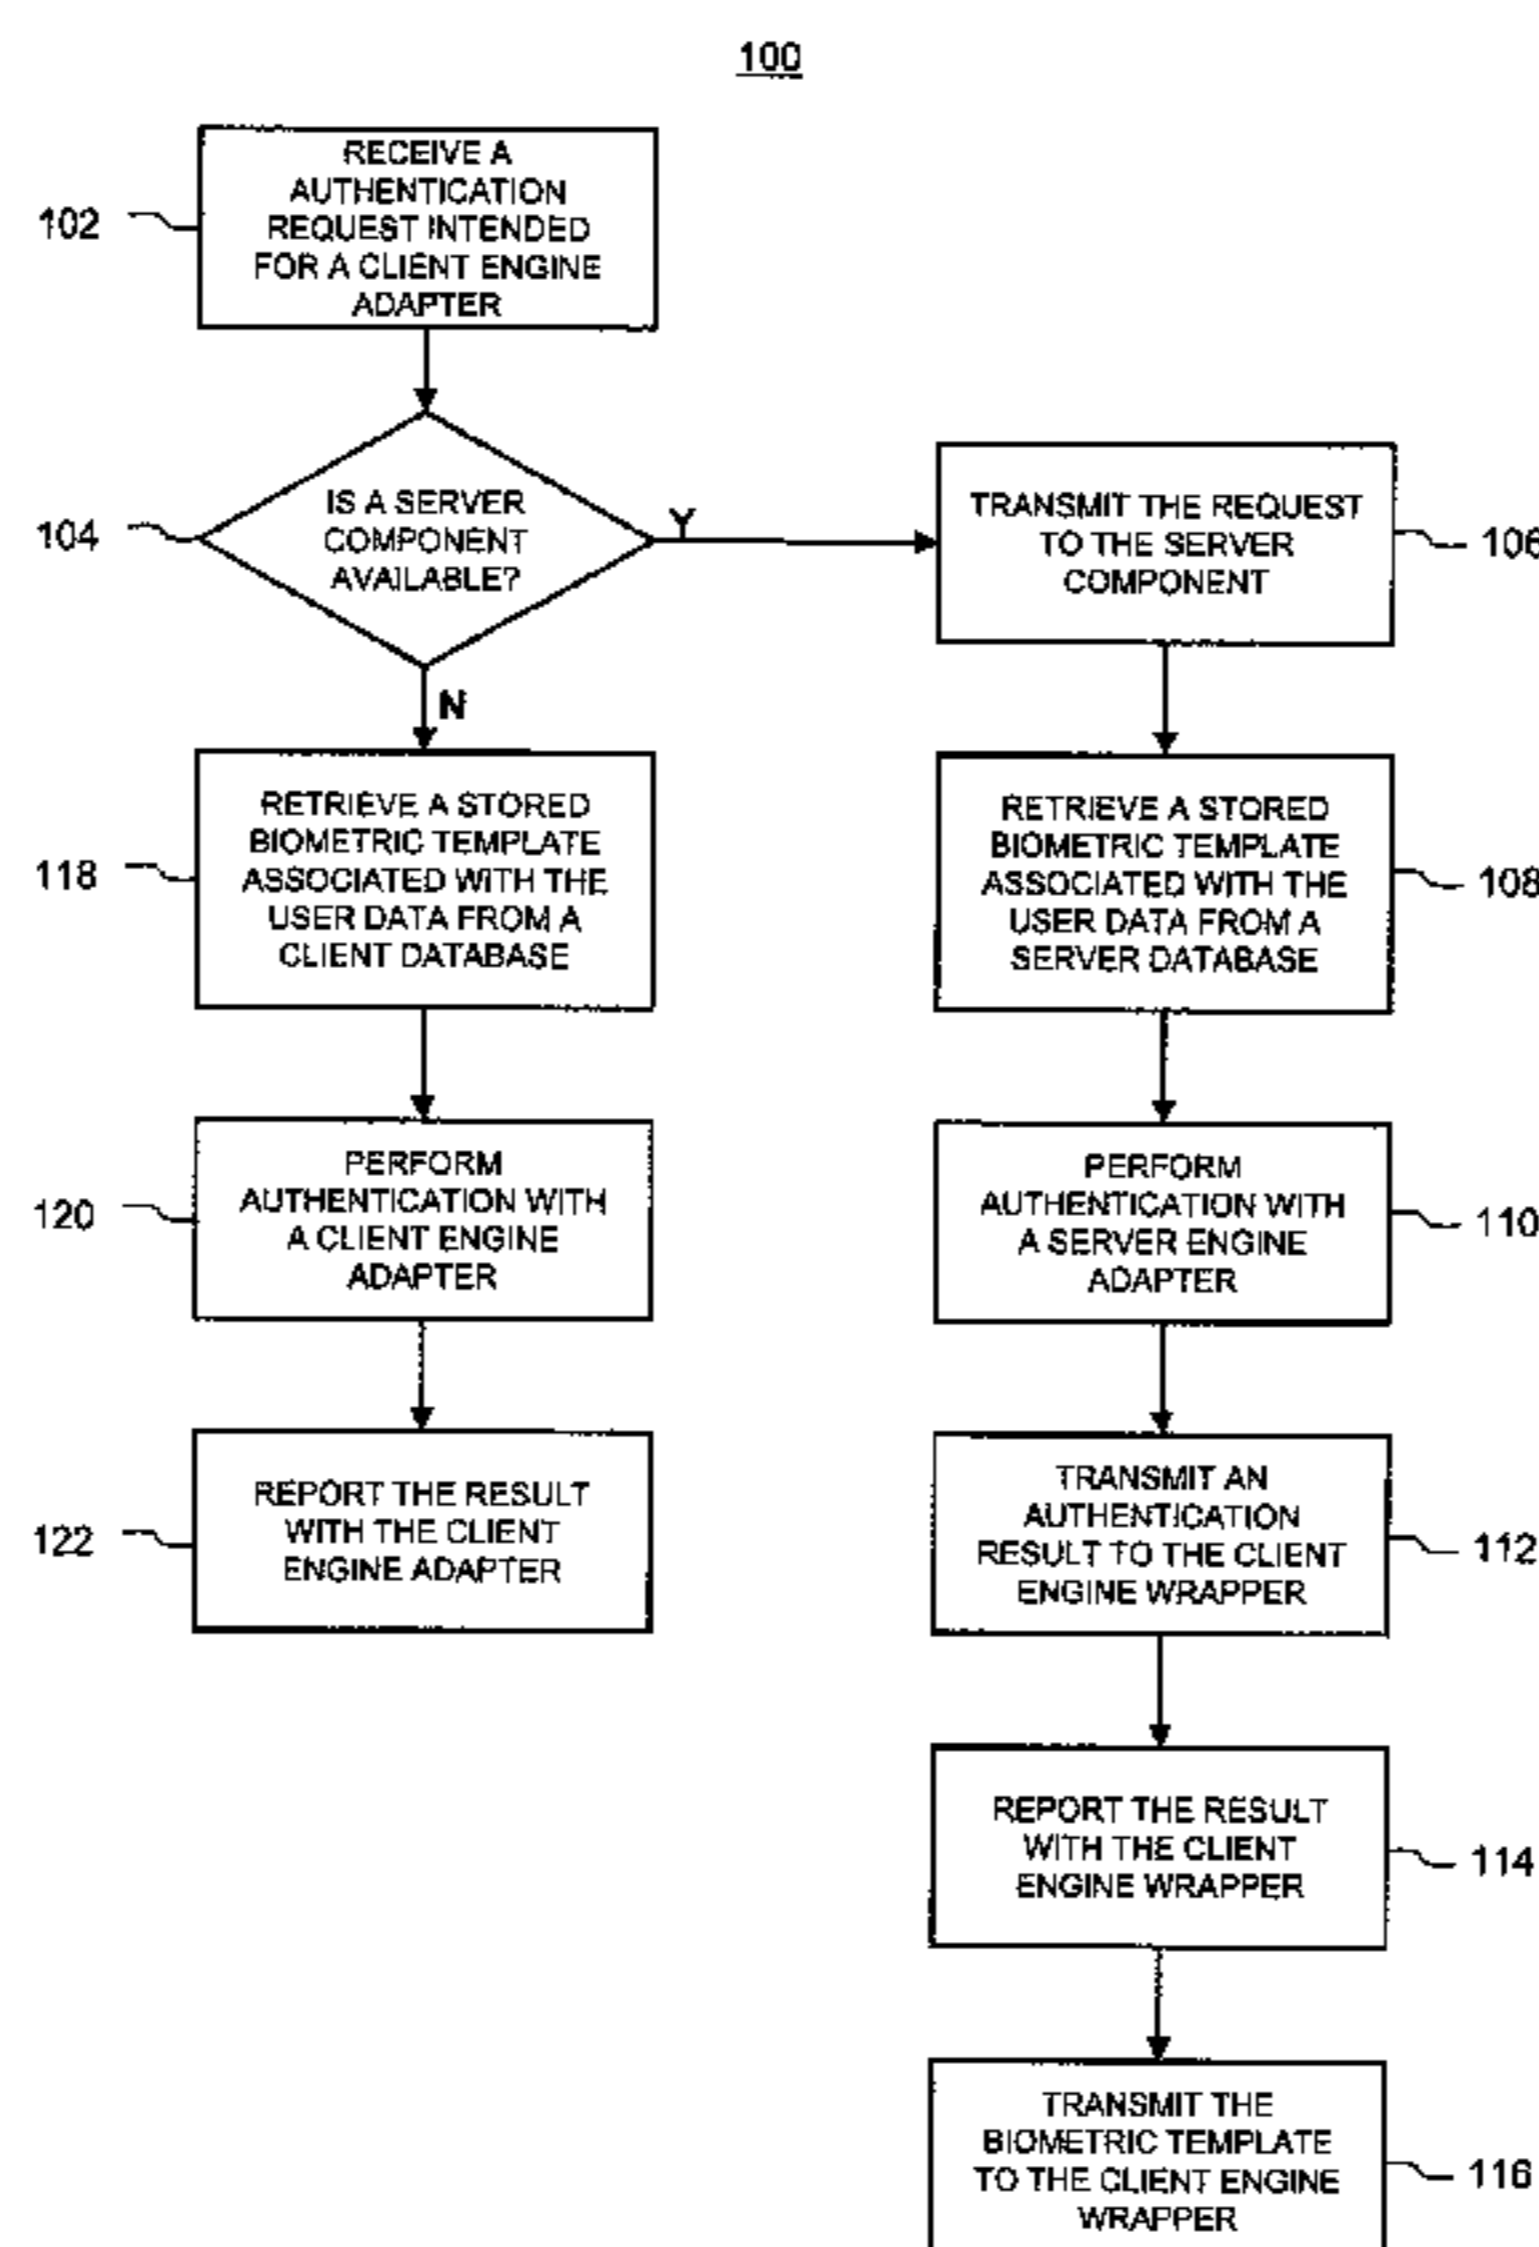 100
RECEIVE A
AUTHENTICATION
REQUEST INTENDED
FOR A CLIENT ENGINE
ADAPTER
102
IS A SERVER
COMPONENT
AVAILABLE?
104
Y
N
TRANSMIT THE REQUEST
TO THE SERVER
COMPONENT
106
RETRIEVE A STORED
BIOMETRIC TEMPLATE
ASSOCIATED WITH THE
USER DATA FROM A
CLIENT DATABASE
118
RETRIEVE A STORED
BIOMETRIC TEMPLATE
ASSOCIATED WITH THE
USER DATA FROM A
SERVER DATABASE
108
PERFORM
AUTHENTICATION WITH
A CLIENT ENGINE
ADAPTER
120
PERFORM
AUTHENTICATION WITH
A SERVER ENGINE
ADAPTER
110
REPORT THE RESULT
WITH THE CLIENT
ENGINE ADAPTER
122
TRANSMIT AN
AUTHENTICATION
RESULT TO THE CLIENT
ENGINE WRAPPER
112
REPORT THE RESULT
WITH THE CLIENT
ENGINE WRAPPER
114
TRANSMIT THE
BIOMETRIC TEMPLATE
TO THE CLIENT ENGINE
WRAPPER
116